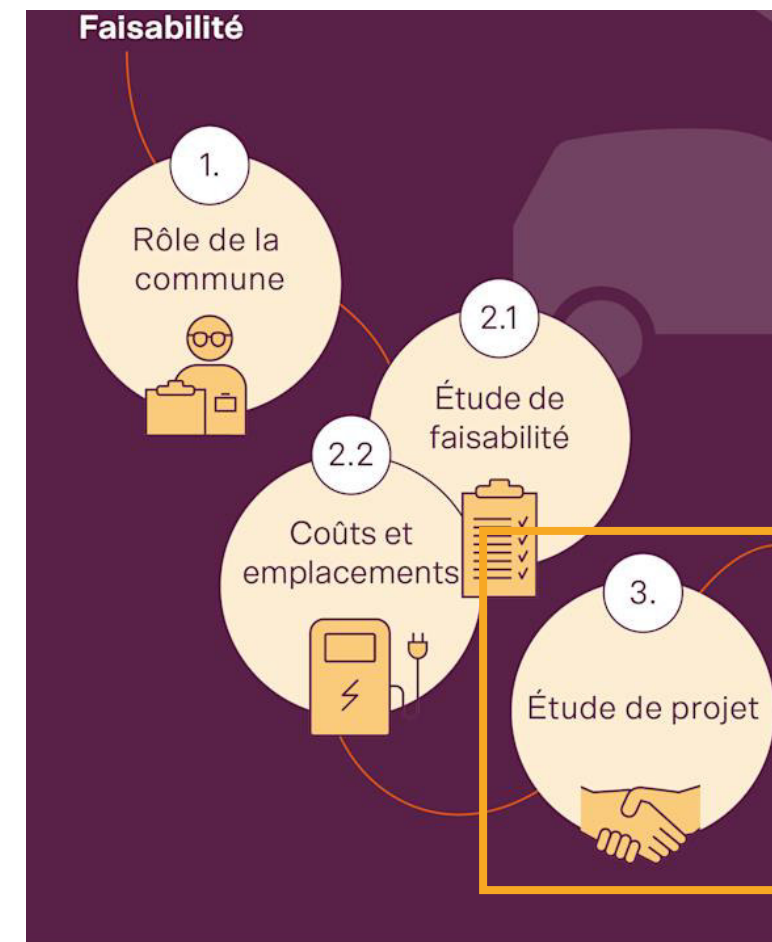 Faisabilité
1.
Rôle de la
commune
2.1
Étude de
faisabilité
2.2
Coûts et
emplacements
3.
Étude de projet